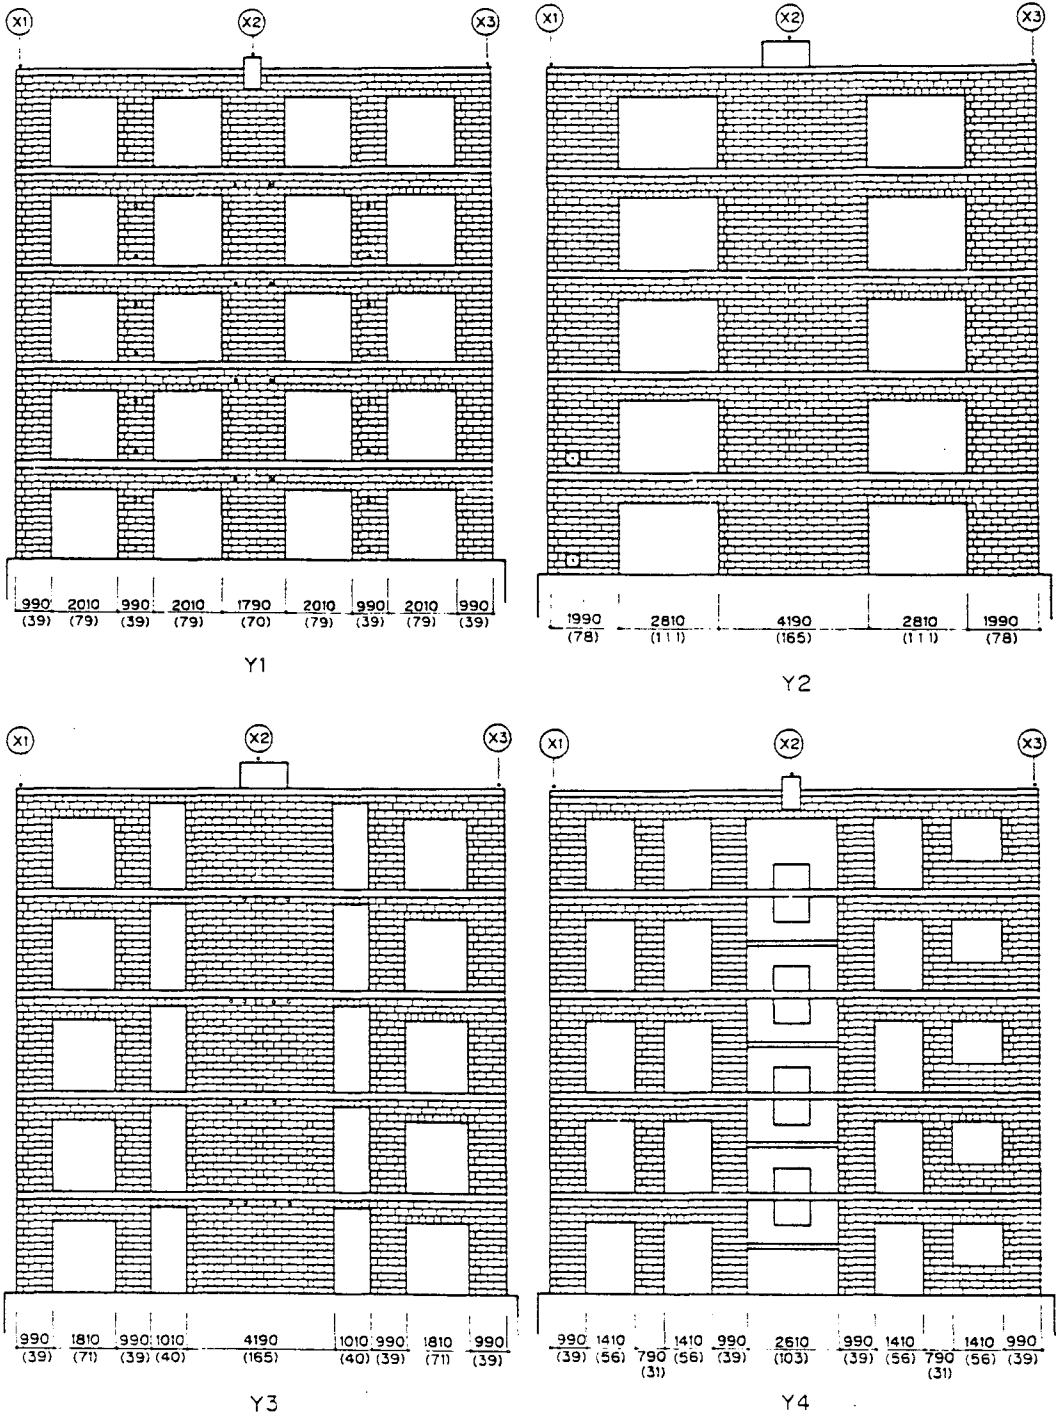 X1 X2 X3
990 2010 990 2010 1790 2010 990 2010 990
(39) (79) (39) (79) (70) (79) (39) (79) (39)
Y1
X1 X2 X3
1990 2810 4190 2810 1990
(78) (111) (165) (111) (78)
Y2
X1 X2 X3
990 1810 990 1010 4190 1010 990 1810 990
(39) (71) (39) (40) (165) (40) (39) (71) (39)
Y3
X1 X2 X3
990 1410 790 1410 990 2610 990 1410 790 1410 990
(39) (56) (31) (56) (39) (103) (39) (56) (31) (56) (39)
Y4